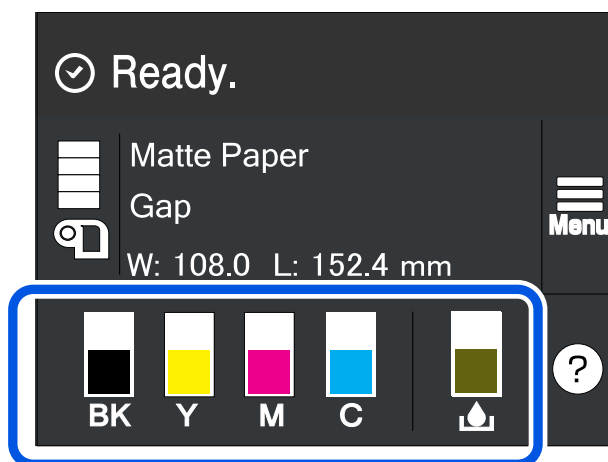 Ready.
Matte Paper
Gap
W: 108.0 L: 152.4 mm
Menu
BK Y M C
?